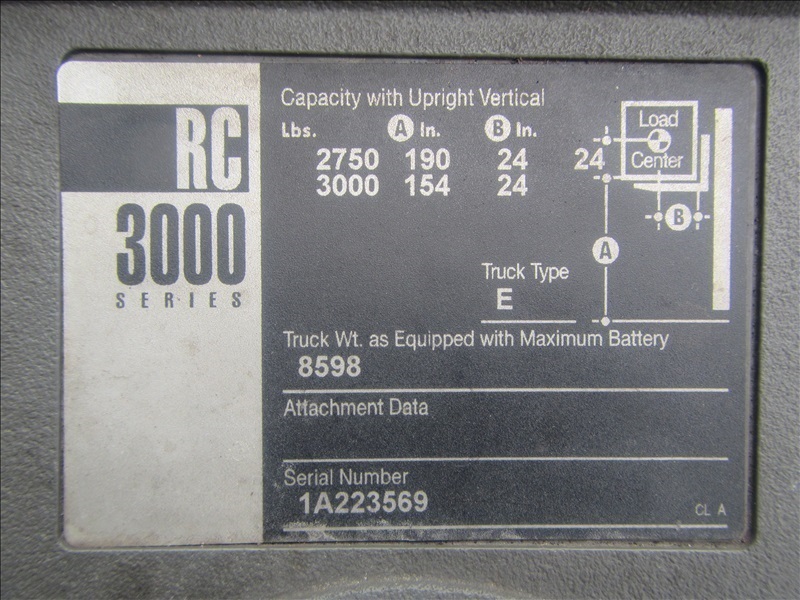 RC
3000
SERIES
Capacity with Upright Vertical
Lbs. A In. B In.
2750 190 24
3000 154 24
24
Load
Center
B
A
Truck Type
E
Truck Wt. as Equipped with Maximum Battery
8598
Attachment Data
Serial Number
1A223569
CL A